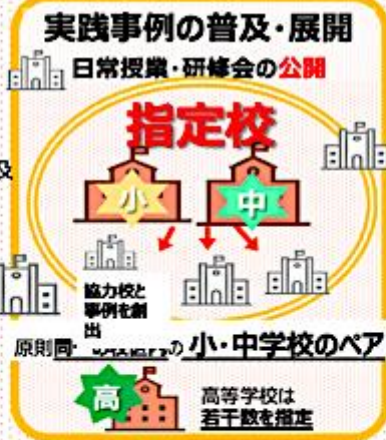 実践事例の普及・展開
日常授業・研修会の公開
指定校
及
小
中
協力校と
事例を創
出
原則同
の小・中学校のペア
高
高等学校は
若干数を指定